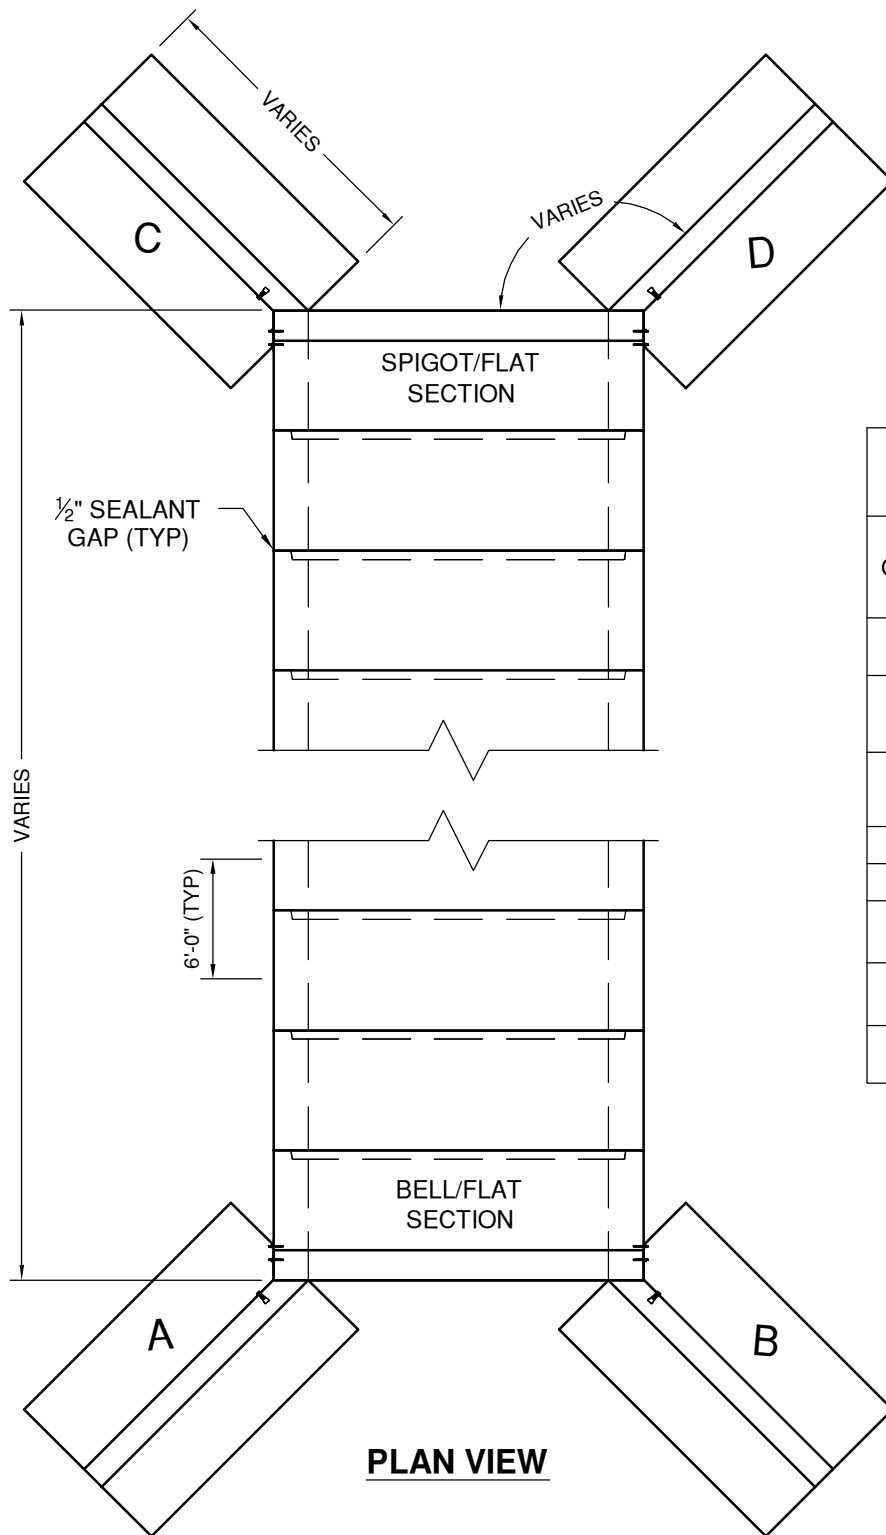 VARIES
VARIES
C
D
SPIGOT/FLAT
SECTION
½" SEALANT
GAP (TYP)
VARIES
6'-0" (TYP)
BELL/FLAT
SECTION
A
B
PLAN VIEW